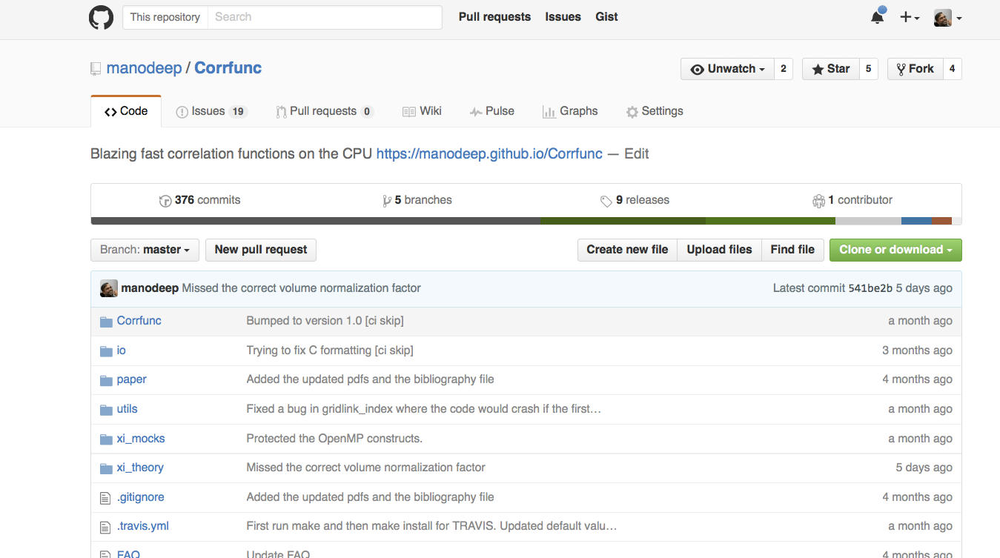 This repository Search Pull requests Issues Gist
manodeep / Corrfunc Unwatch 2 Star 5 Fork 4
Code Issues 19 Pull requests 0 Wiki Pulse Graphs Settings
Blazing fast correlation functions on the CPU https://manodeep.github.io/Corrfunc — Edit
376 commits 5 branches 9 releases 1 contributor
Branch: master New pull request Create new file Upload files Find file Clone or download
manodeep Missed the correct volume normalization factor Latest commit 541be2b 5 days ago
Corrfunc Bumped to version 1.0 [ci skip] a month ago
io Trying to fix C formatting [ci skip] 3 months ago
paper Added the updated pdfs and the bibliography file 4 months ago
utils Fixed a bug in gridlink_index where the code would crash if the first… a month ago
xi_mocks Protected the OpenMP constructs. a month ago
xi_theory Missed the correct volume normalization factor 5 days ago
.gitignore Added the updated pdfs and the bibliography file 4 months ago
.travis.yml First run make and then make install for TRAVIS. Updated default valu… a month ago
FAQ Update FAQ 4 months ago